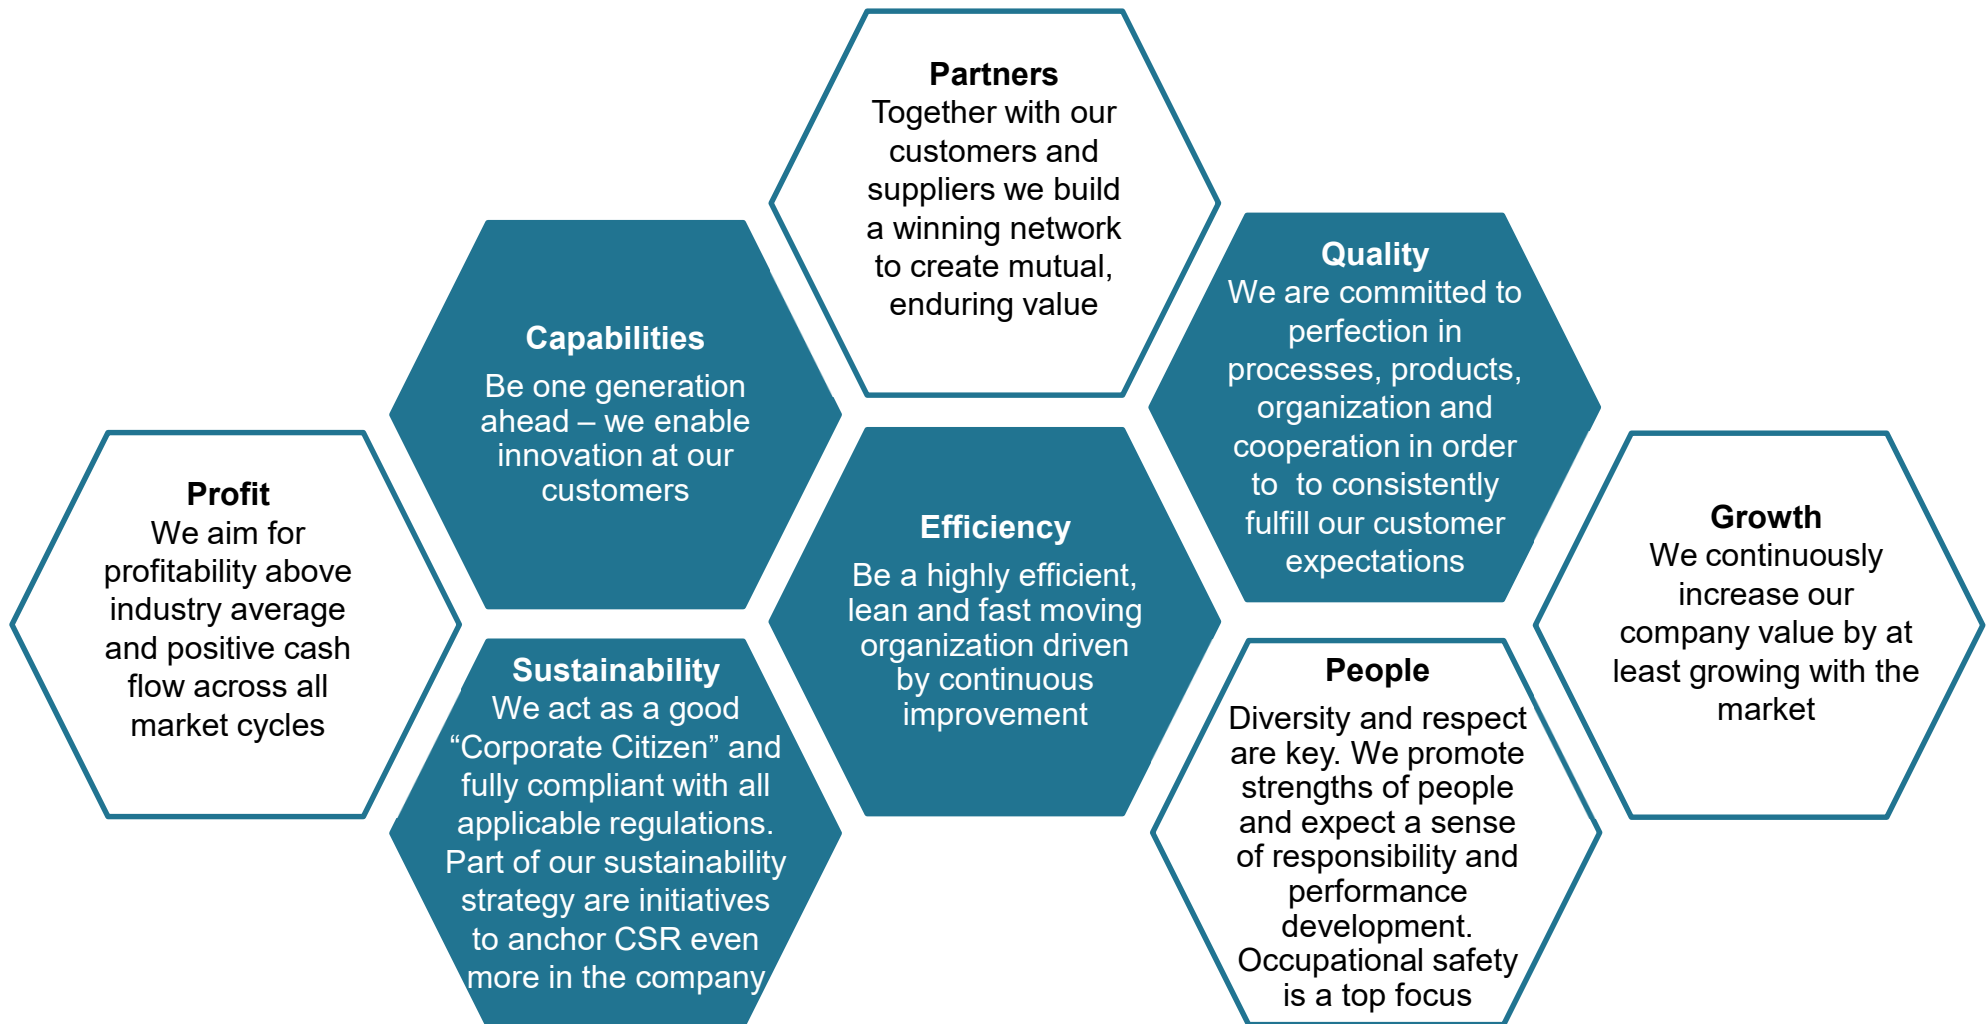 Partners
Together with our
customers and
suppliers we build
a winning network
to create mutual,
enduring value
Capabilities
Be one generation
ahead – we enable
innovation at our
customers
Quality
We are committed to
perfection in
processes, products,
organization and
cooperation in order
to  to consistently
fulfill our customer
expectations
Profit
We aim for
profitability above
industry average
and positive cash
flow across all
market cycles
Efficiency
Be a highly efficient,
lean and fast moving
organization driven
by continuous
improvement
Growth
We continuously
increase our
company value by at
least growing with the
market
Sustainability
We act as a good
“Corporate Citizen” and
fully compliant with all
applicable regulations.
Part of our sustainability
strategy are initiatives
to anchor CSR even
more in the company
People
Diversity and respect
are key. We promote
strengths of people
and expect a sense
of responsibility and
performance
development.
Occupational safety
is a top focus